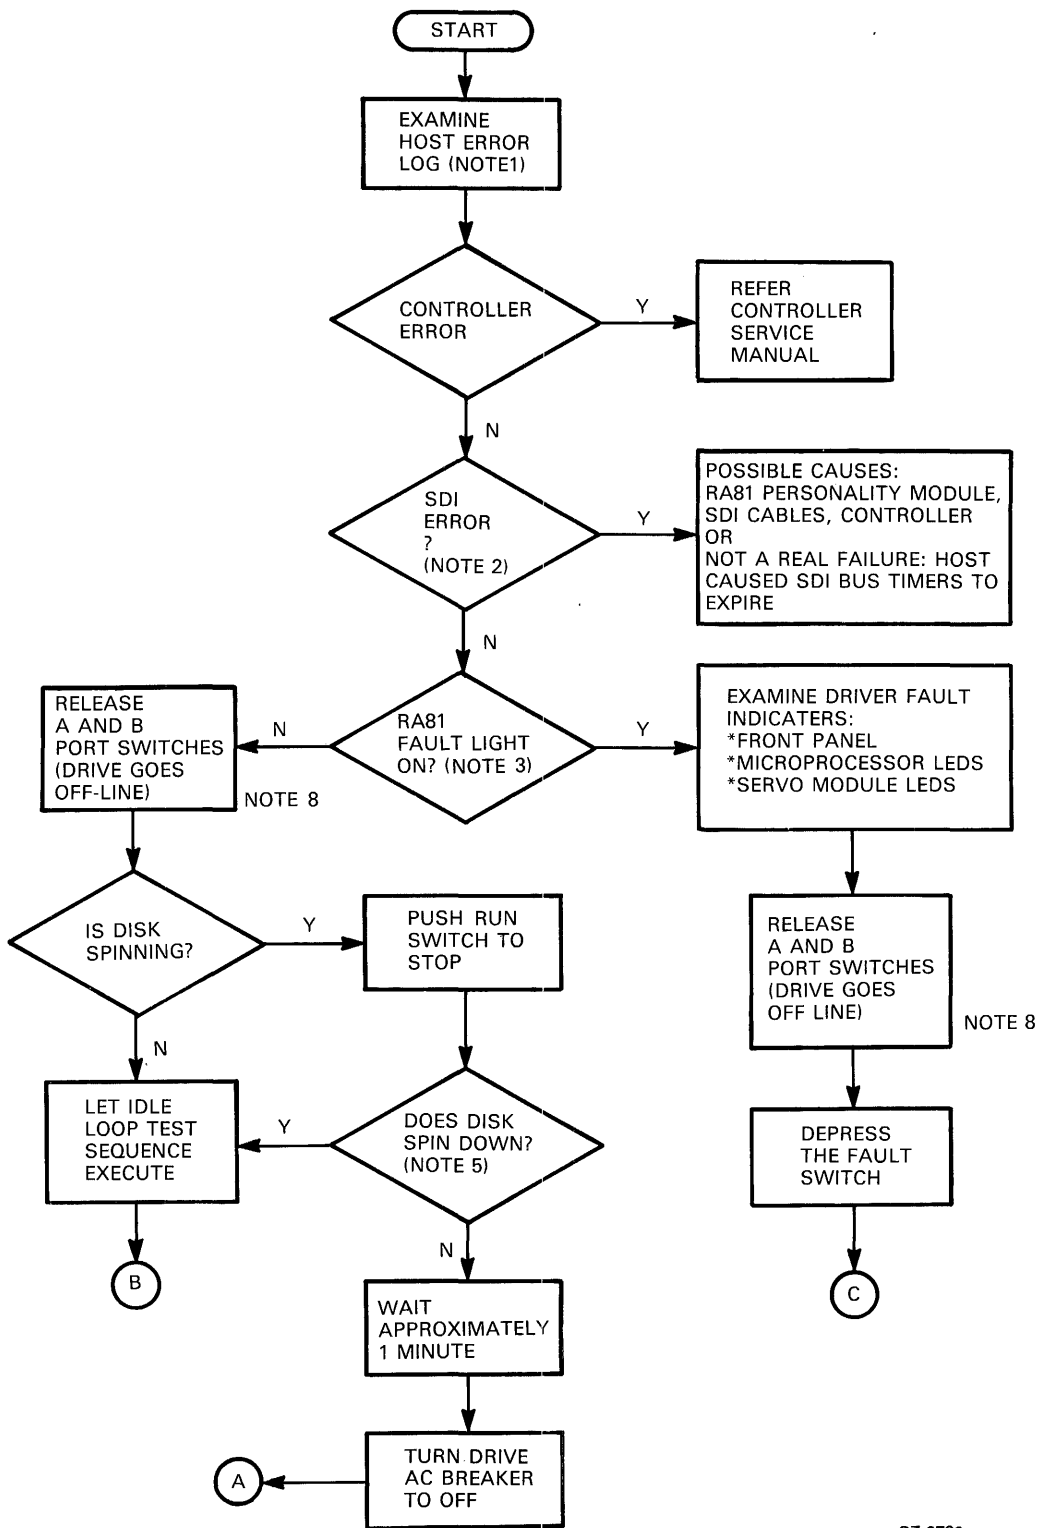 START
EXAMINE
HOST ERROR
LOG (NOTE1)
CONTROLLER
ERROR
Y
REFER
CONTROLLER
SERVICE
MANUAL
N
SDI
ERROR
?
(NOTE 2)
Y
POSSIBLE CAUSES:
RA81 PERSONALITY MODULE,
SDI CABLES, CONTROLLER
OR
NOT A REAL FAILURE: HOST
CAUSED SDI BUS TIMERS TO
EXPIRE
N
RA81
FAULT LIGHT
ON? (NOTE 3)
Y
EXAMINE DRIVER FAULT
INDICATERS:
*FRONT PANEL
*MICROPROCESSOR LEDS
*SERVO MODULE LEDS
N
RELEASE
A AND B
PORT SWITCHES
(DRIVE GOES
OFF-LINE)
NOTE 8
IS DISK
SPINNING?
Y
PUSH RUN
SWITCH TO
STOP
RELEASE
A AND B
PORT SWITCHES
(DRIVE GOES
OFF LINE)
NOTE 8
N
LET IDLE
LOOP TEST
SEQUENCE
EXECUTE
Y
DOES DISK
SPIN DOWN?
(NOTE 5)
DEPRESS
THE FAULT
SWITCH
B
N
C
WAIT
APPROXIMATELY
1 MINUTE
TURN DRIVE
AC BREAKER
TO OFF
A